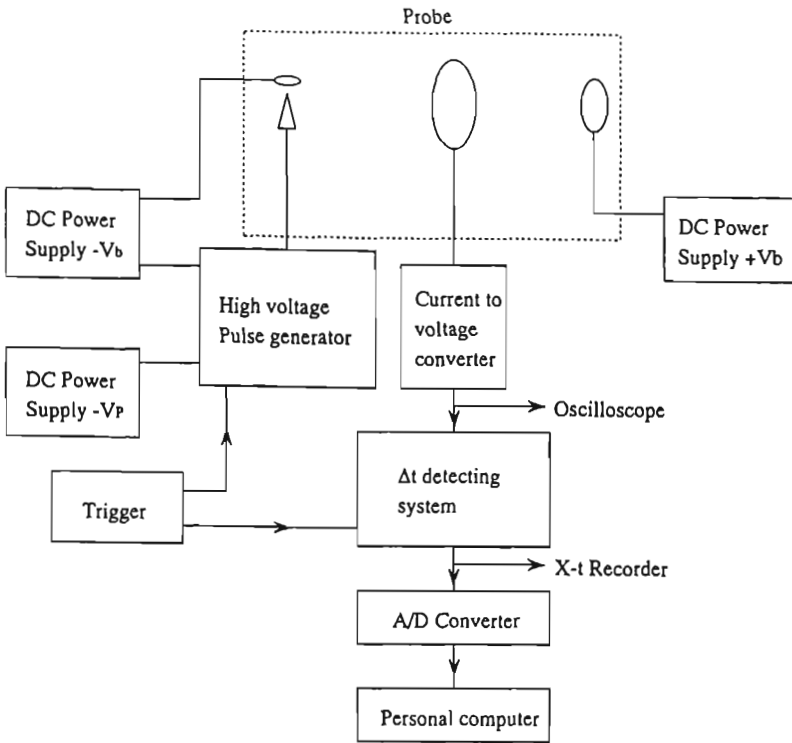 Probe
DC Power
Supply -Vb
DC Power
Supply +Vb
High voltage
Pulse generator
Current to
voltage
converter
DC Power
Supply -VP
Oscilloscope
Δt detecting
system
Trigger
X-t Recorder
A/D Converter
Personal computer